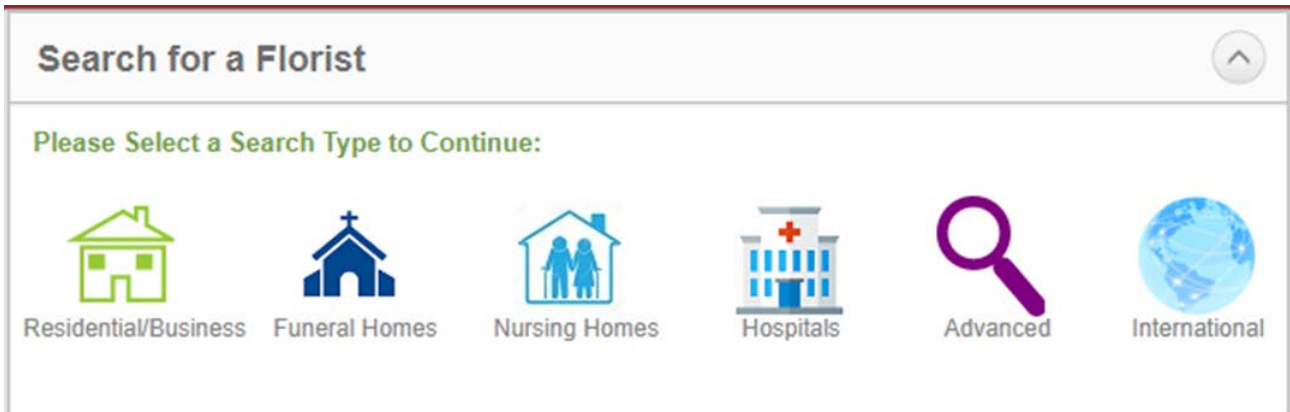 Search for a Florist
Please Select a Search Type to Continue:
Residential/Business Funeral Homes Nursing Homes Hospitals Advanced International